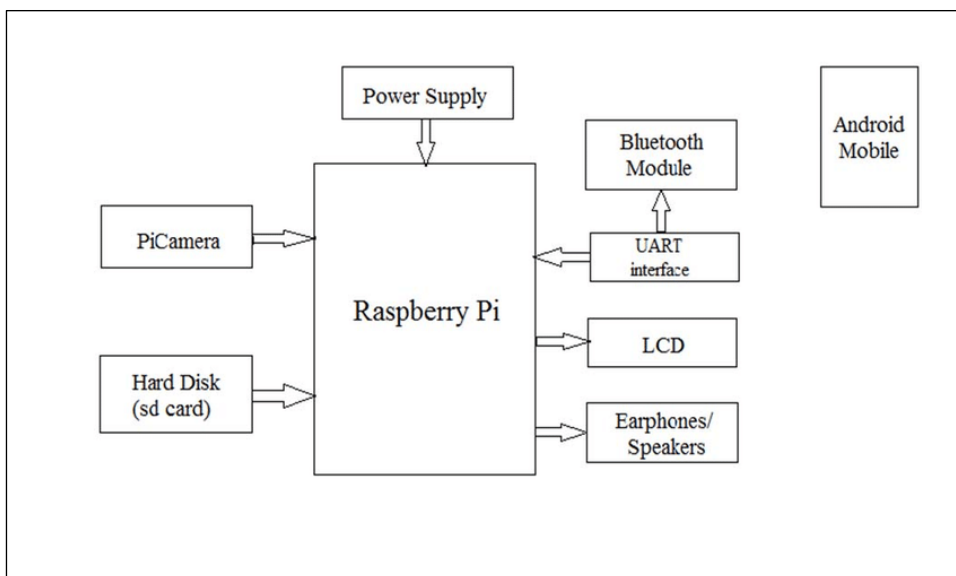 Power Supply
Android
Mobile
Bluetooth
Module
PiCamera
UART
interface
Raspberry Pi
LCD
Hard Disk
(sd card)
Earphones/
Speakers